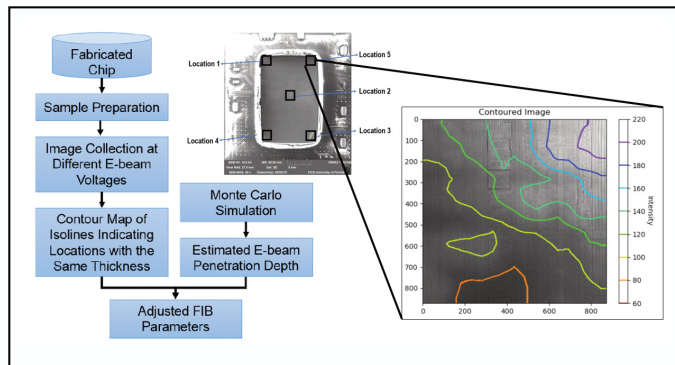 Fabricated
Chip
Sample Preparation
Image Collection at
Different E-beam
Voltages
Contour Map of
Isolines Indicating
Locations with the
Same Thickness
Monte Carlo
Simulation
Estimated E-beam
Penetration Depth
Adjusted FIB
Parameters
Location 1
Location 5
Location 2
Location 4
Location 3
Contoured Image
0
100
200
300
400
500
600
700
800
0
200
400
600
800
220
200
180
160
140
120
100
80
60
Intensity